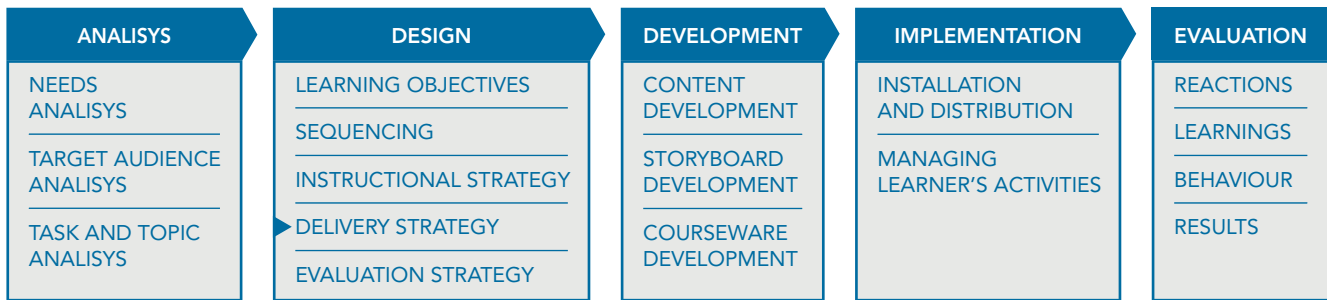 ANALISYS
NEEDS
ANALISYS
TARGET AUDIENCE
ANALISYS
TASK AND TOPIC
ANALISYS
DESIGN
LEARNING OBJECTIVES
SEQUENCING
INSTRUCTIONAL STRATEGY
DELIVERY STRATEGY
EVALUATION STRATEGY
DEVELOPMENT
CONTENT
DEVELOPMENT
STORYBOARD
DEVELOPMENT
COURSEWARE
DEVELOPMENT
IMPLEMENTATION
INSTALLATION
AND DISTRIBUTION
MANAGING
LEARNER’S ACTIVITIES
EVALUATION
REACTIONS
LEARNINGS
BEHAVIOUR
RESULTS